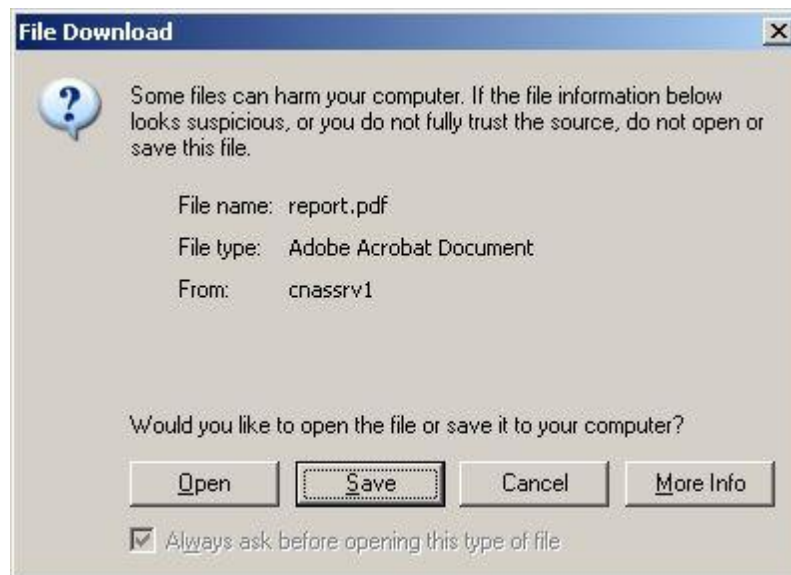 File Download
Some files can harm your computer. If the file information below
looks suspicious, or you do not fully trust the source, do not open or
save this file.
File name: report.pdf
File type: Adobe Acrobat Document
From: cnassrv1
Would you like to open the file or save it to your computer?
Open Save Cancel More Info
Always ask before opening this type of file